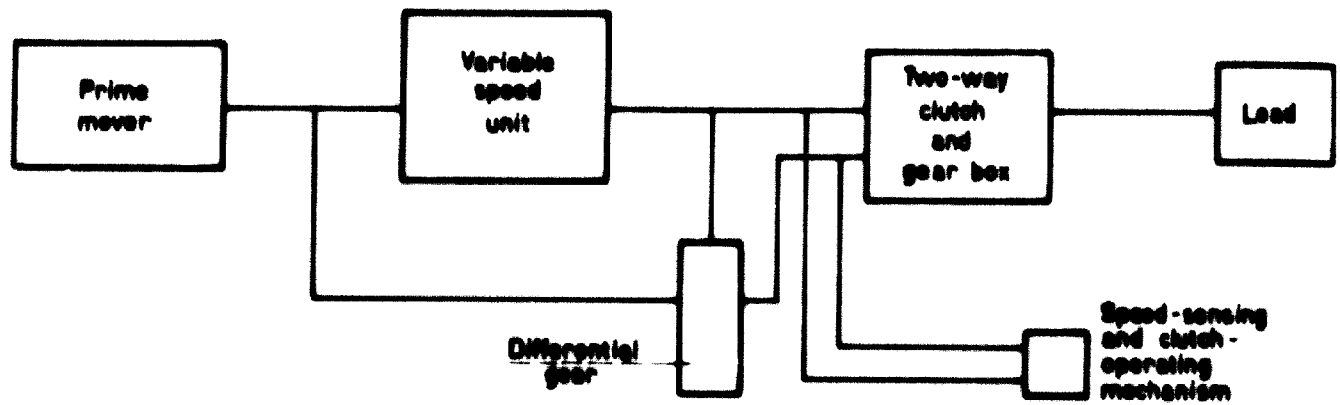 Prime
mover
Variable
speed
unit
Two-way
clutch
and
gear box
Load
Differential
gear
Speed-sensing
and clutch-
operating
mechanism